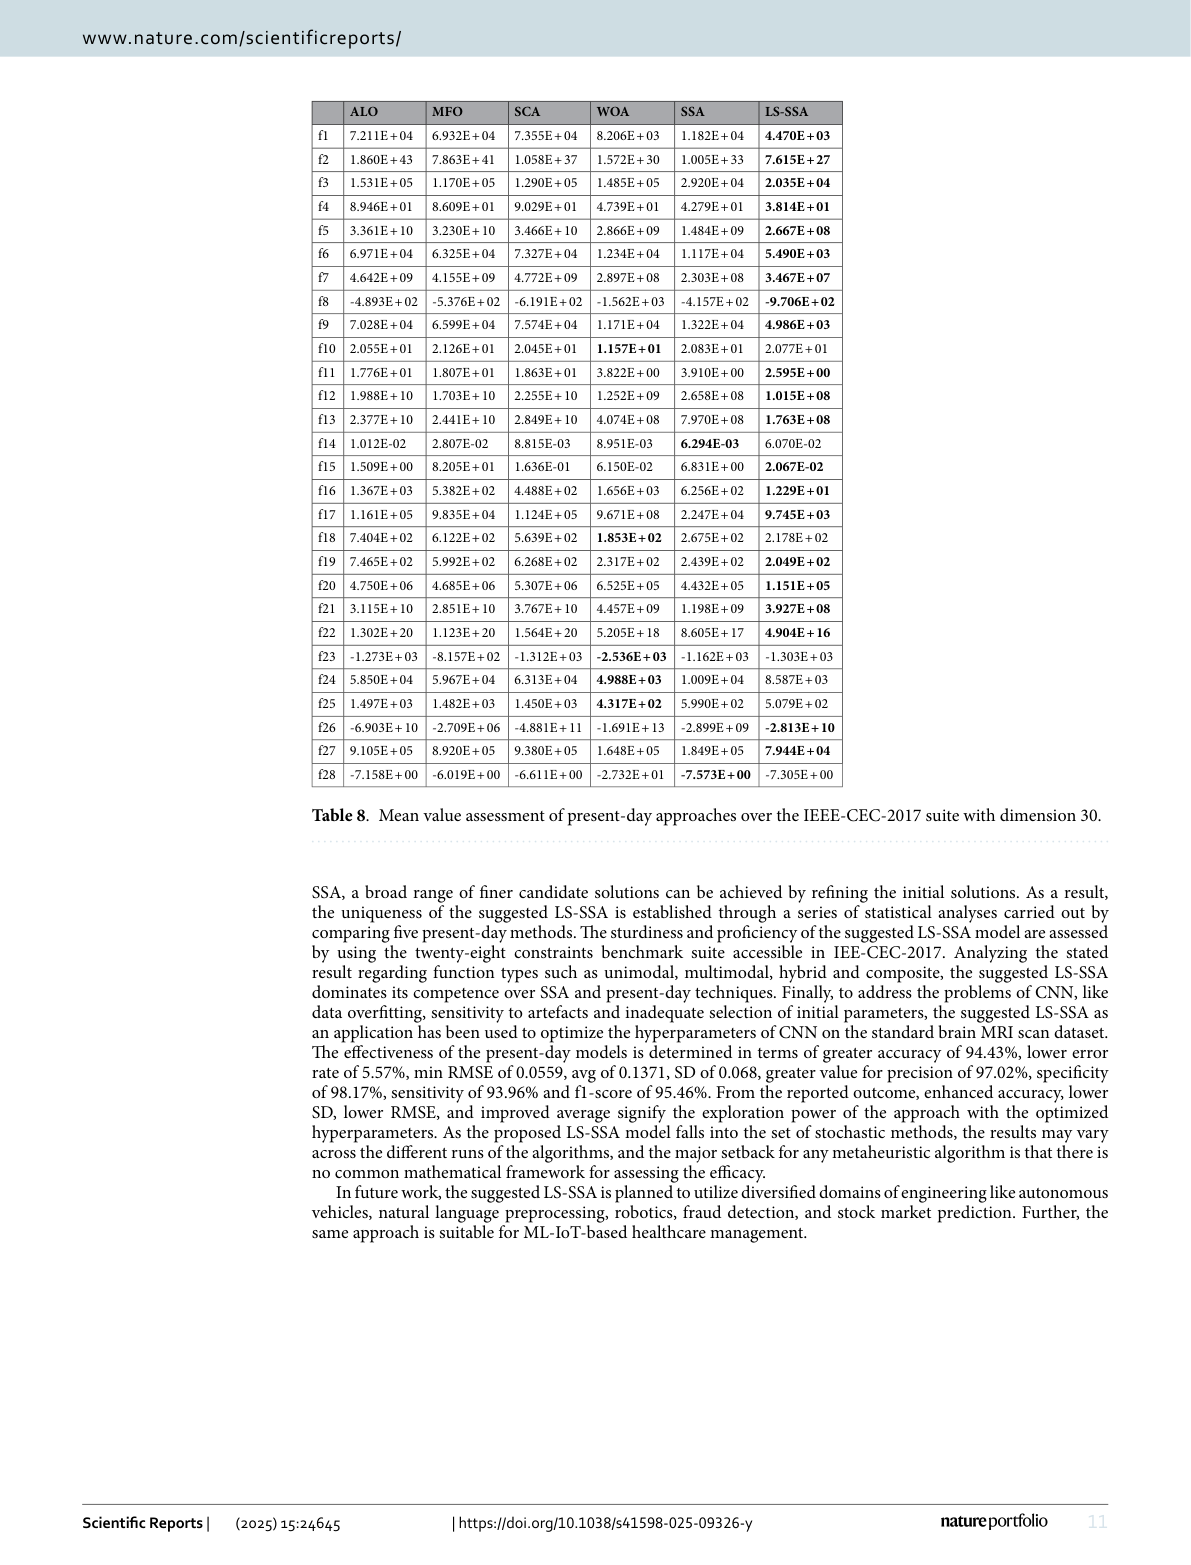 www.nature.com/scientificreports/
ALO MFO SCA WOA SSA LS-SSA
f1 7.211E+04 6.932E+04 7.355E+04 8.206E+03 1.182E+04 4.470E+03
f2 1.860E+43 7.863E+41 1.058E+37 1.572E+30 1.005E+33 7.615E+27
f3 1.531E+05 1.170E+05 1.290E+05 1.485E+05 2.920E+04 2.035E+04
f4 8.946E+01 8.609E+01 9.029E+01 4.739E+01 4.279E+01 3.814E+01
f5 3.361E+10 3.230E+10 3.466E+10 2.866E+09 1.484E+09 2.667E+08
f6 6.971E+04 6.325E+04 7.327E+04 1.234E+04 1.117E+04 5.490E+03
f7 4.642E+09 4.155E+09 4.772E+09 2.897E+08 2.303E+08 3.467E+07
f8 -4.893E+02 -5.376E+02 -6.191E+02 -1.562E+03 -4.157E+02 -9.706E+02
f9 7.028E+04 6.599E+04 7.574E+04 1.171E+04 1.322E+04 4.986E+03
f10 2.055E+01 2.126E+01 2.045E+01 1.157E+01 2.083E+01 2.077E+01
f11 1.776E+01 1.807E+01 1.863E+01 3.822E+00 3.910E+00 2.595E+00
f12 1.988E+10 1.703E+10 2.255E+10 1.252E+09 2.658E+08 1.015E+08
f13 2.377E+10 2.441E+10 2.849E+10 4.074E+08 7.970E+08 1.763E+08
f14 1.012E-02 2.807E-02 8.815E-03 8.951E-03 6.294E-03 6.070E-02
f15 1.509E+00 8.205E+01 1.636E-01 6.150E-02 6.831E+00 2.067E-02
f16 1.367E+03 5.382E+02 4.488E+02 1.656E+03 6.256E+02 1.229E+01
f17 1.161E+05 9.835E+04 1.124E+05 9.671E+08 2.247E+04 9.745E+03
f18 7.404E+02 6.122E+02 5.639E+02 1.853E+02 2.675E+02 2.178E+02
f19 7.465E+02 5.992E+02 6.268E+02 2.317E+02 2.439E+02 2.049E+02
f20 4.750E+06 4.685E+06 5.307E+06 6.525E+05 4.432E+05 1.151E+05
f21 3.115E+10 2.851E+10 3.767E+10 4.457E+09 1.198E+09 3.927E+08
f22 1.302E+20 1.123E+20 1.564E+20 5.205E+18 8.605E+17 4.904E+16
f23 -1.273E+03 -8.157E+02 -1.312E+03 -2.536E+03 -1.162E+03 -1.303E+03
f24 5.850E+04 5.967E+04 6.313E+04 4.988E+03 1.009E+04 8.587E+03
f25 1.497E+03 1.482E+03 1.450E+03 4.317E+02 5.990E+02 5.079E+02
f26 -6.903E+10 -2.709E+06 -4.881E+11 -1.691E+13 -2.899E+09 -2.813E+10
f27 9.105E+05 8.920E+05 9.380E+05 1.648E+05 1.849E+05 7.944E+04
f28 -7.158E+00 -6.019E+00 -6.611E+00 -2.732E+01 -7.573E+00 -7.305E+00
Table 8. Mean value assessment of present-day approaches over the IEEE-CEC-2017 suite with dimension 30.
SSA, a broad range of finer candidate solutions can be achieved by refining the initial solutions. As a result,
the uniqueness of the suggested LS-SSA is established through a series of statistical analyses carried out by
comparing five present-day methods. The sturdiness and proficiency of the suggested LS-SSA model are assessed
by using the twenty-eight constraints benchmark suite accessible in IEE-CEC-2017. Analyzing the stated
result regarding function types such as unimodal, multimodal, hybrid and composite, the suggested LS-SSA
dominates its competence over SSA and present-day techniques. Finally, to address the problems of CNN, like
data overfitting, sensitivity to artefacts and inadequate selection of initial parameters, the suggested LS-SSA as
an application has been used to optimize the hyperparameters of CNN on the standard brain MRI scan dataset.
The effectiveness of the present-day models is determined in terms of greater accuracy of 94.43%, lower error
rate of 5.57%, min RMSE of 0.0559, avg of 0.1371, SD of 0.068, greater value for precision of 97.02%, specificity
of 98.17%, sensitivity of 93.96% and f1-score of 95.46%. From the reported outcome, enhanced accuracy, lower
SD, lower RMSE, and improved average signify the exploration power of the approach with the optimized
hyperparameters. As the proposed LS-SSA model falls into the set of stochastic methods, the results may vary
across the different runs of the algorithms, and the major setback for any metaheuristic algorithm is that there is
no common mathematical framework for assessing the efficacy.
In future work, the suggested LS-SSA is planned to utilize diversified domains of engineering like autonomous
vehicles, natural language preprocessing, robotics, fraud detection, and stock market prediction. Further, the
same approach is suitable for ML-IoT-based healthcare management.
Scientific Reports | (2025) 15:24645 | https://doi.org/10.1038/s41598-025-09326-y natureportfolio 11